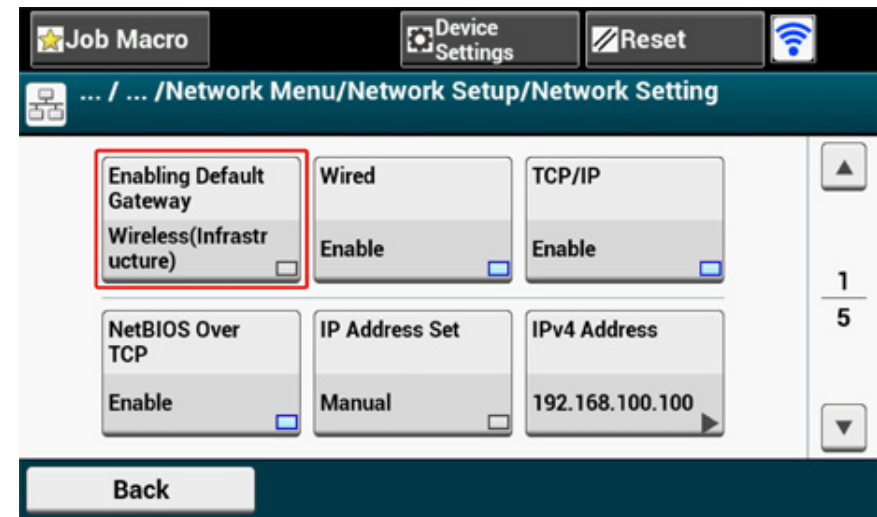 Job Macro
Device
Settings
Reset
... / ... /Network Menu/Network Setup/Network Setting
Enabling Default
Gateway
Wireless(Infrastr
ucture)
Wired
Enable
TCP/IP
Enable
1
5
NetBIOS Over
TCP
Enable
IP Address Set
Manual
IPv4 Address
192.168.100.100
Back